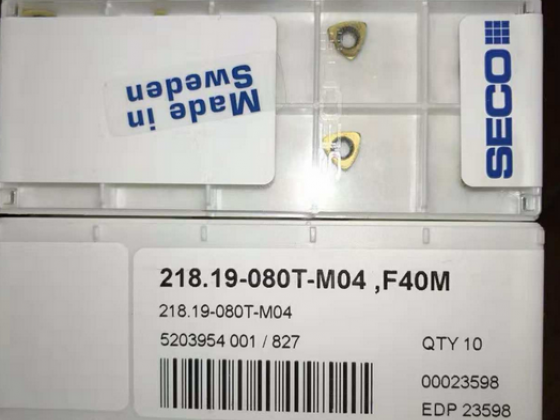 Made in
Sweden
SECO
218.19-080T-M04 ,F40M
218.19-080T-M04
5203954 001 / 827
QTY 10
00023598
EDP 23598